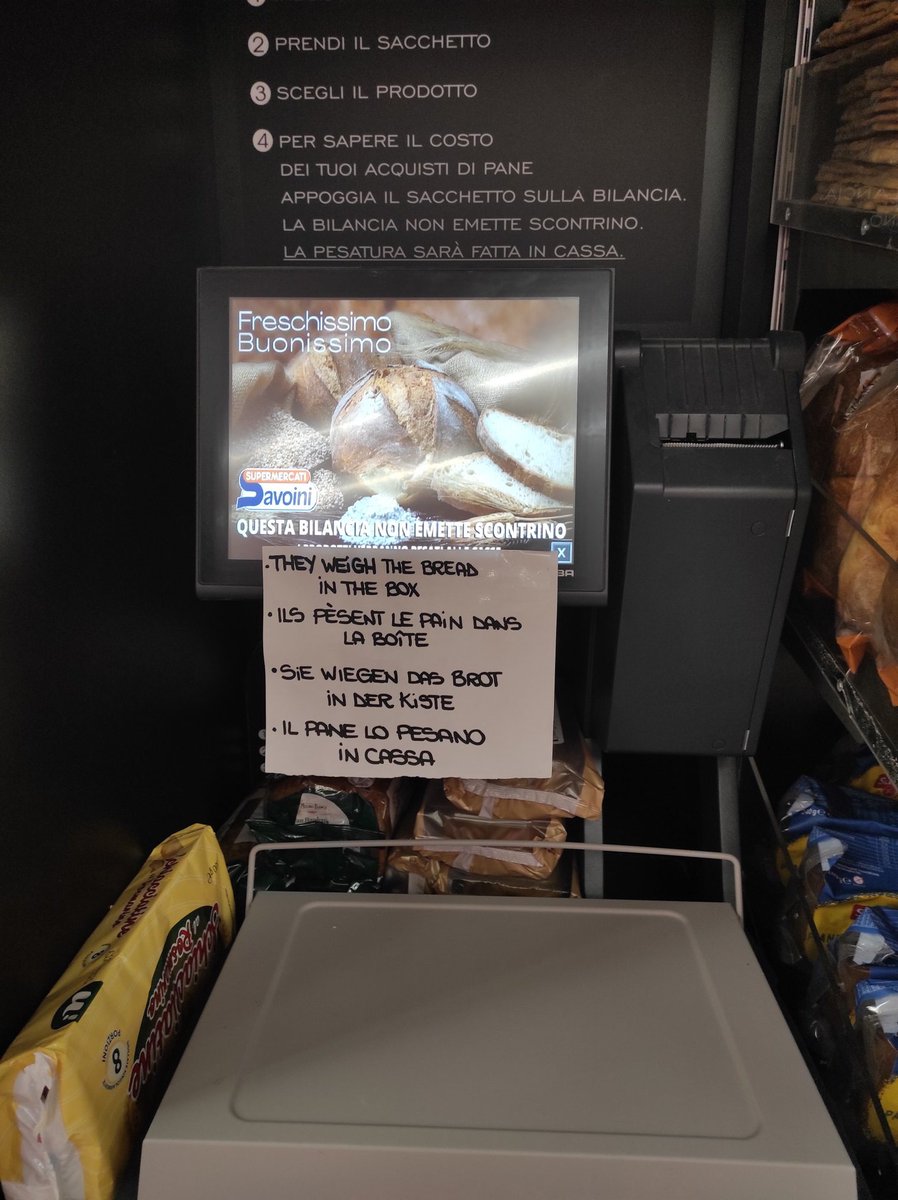 2 PRENDI IL SACCHETTO
3 SCEGLI IL PRODOTTO
4 PER SAPERE IL COSTO
DEI TUOI ACQUISTI DI PANE
APPOGGIA IL SACCHETTO SULLA BILANCIA.
LA BILANCIA NON EMETTE SCONTRINO.
LA PESATURA SARÀ FATTA IN CASSA.
Freschissimo
Buonissimo
SUPERMERCATI
Savoini
QUESTA BILANCIA NON EMETTE SCONTRINO
X
• THEY WEIGH THE BREAD
IN THE BOX
• ILS PÈSENT LE PAIN DANS
LA BOÎTE
• SIE WIEGEN DAS BROT
IN DER KISTE
• IL PANE LO PESANO
IN CASSA
8
PORZIONI